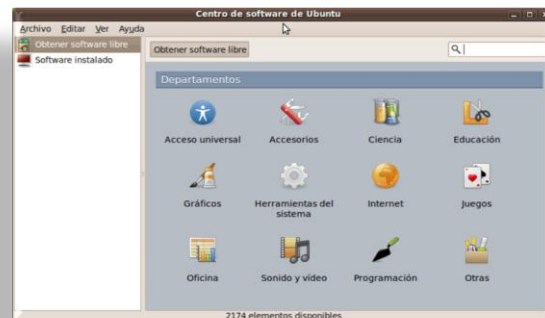 Centro de software de Ubuntu
Archivo Editar Ver Ayuda
Obtener software libre
Software instalado
Obtener software libre
Departamentos
Acceso universal
Accesorios
Ciencia
Educación
Gráficos
Herramientas del
sistema
Internet
Juegos
Oficina
Sonido y vídeo
Programación
Otras
2174 elementos disponibles